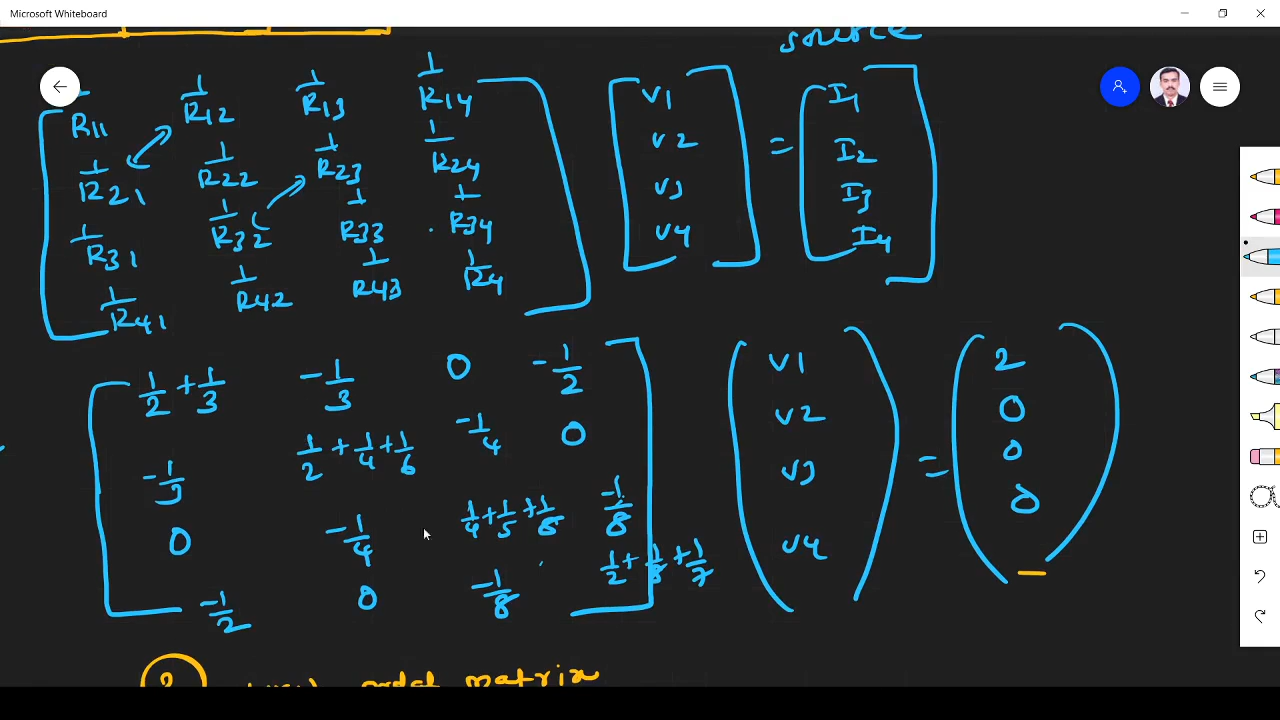 Microsoft Whiteboard
source
1/R11 1/R12 1/R13 1/R14 V1 = I1
1/R21 1/R22 1/R23 1/R24 V2 I2
1/R31 1/R32 1/R33 1/R34 V3 I3
1/R41 1/R42 1/R43 1/R4 V4 I4
1/2 + 1/3 -1/3 0 -1/2 V1 2
-1/3 1/2 + 1/4 + 1/6 -1/4 0 V2 0
0 -1/4 1/4 + 1/5 + 1/8 -1/8 V3 = 0
-1/2 0 -1/8 1/2 + 1/8 + 1/7 V4 0
nodal matrix